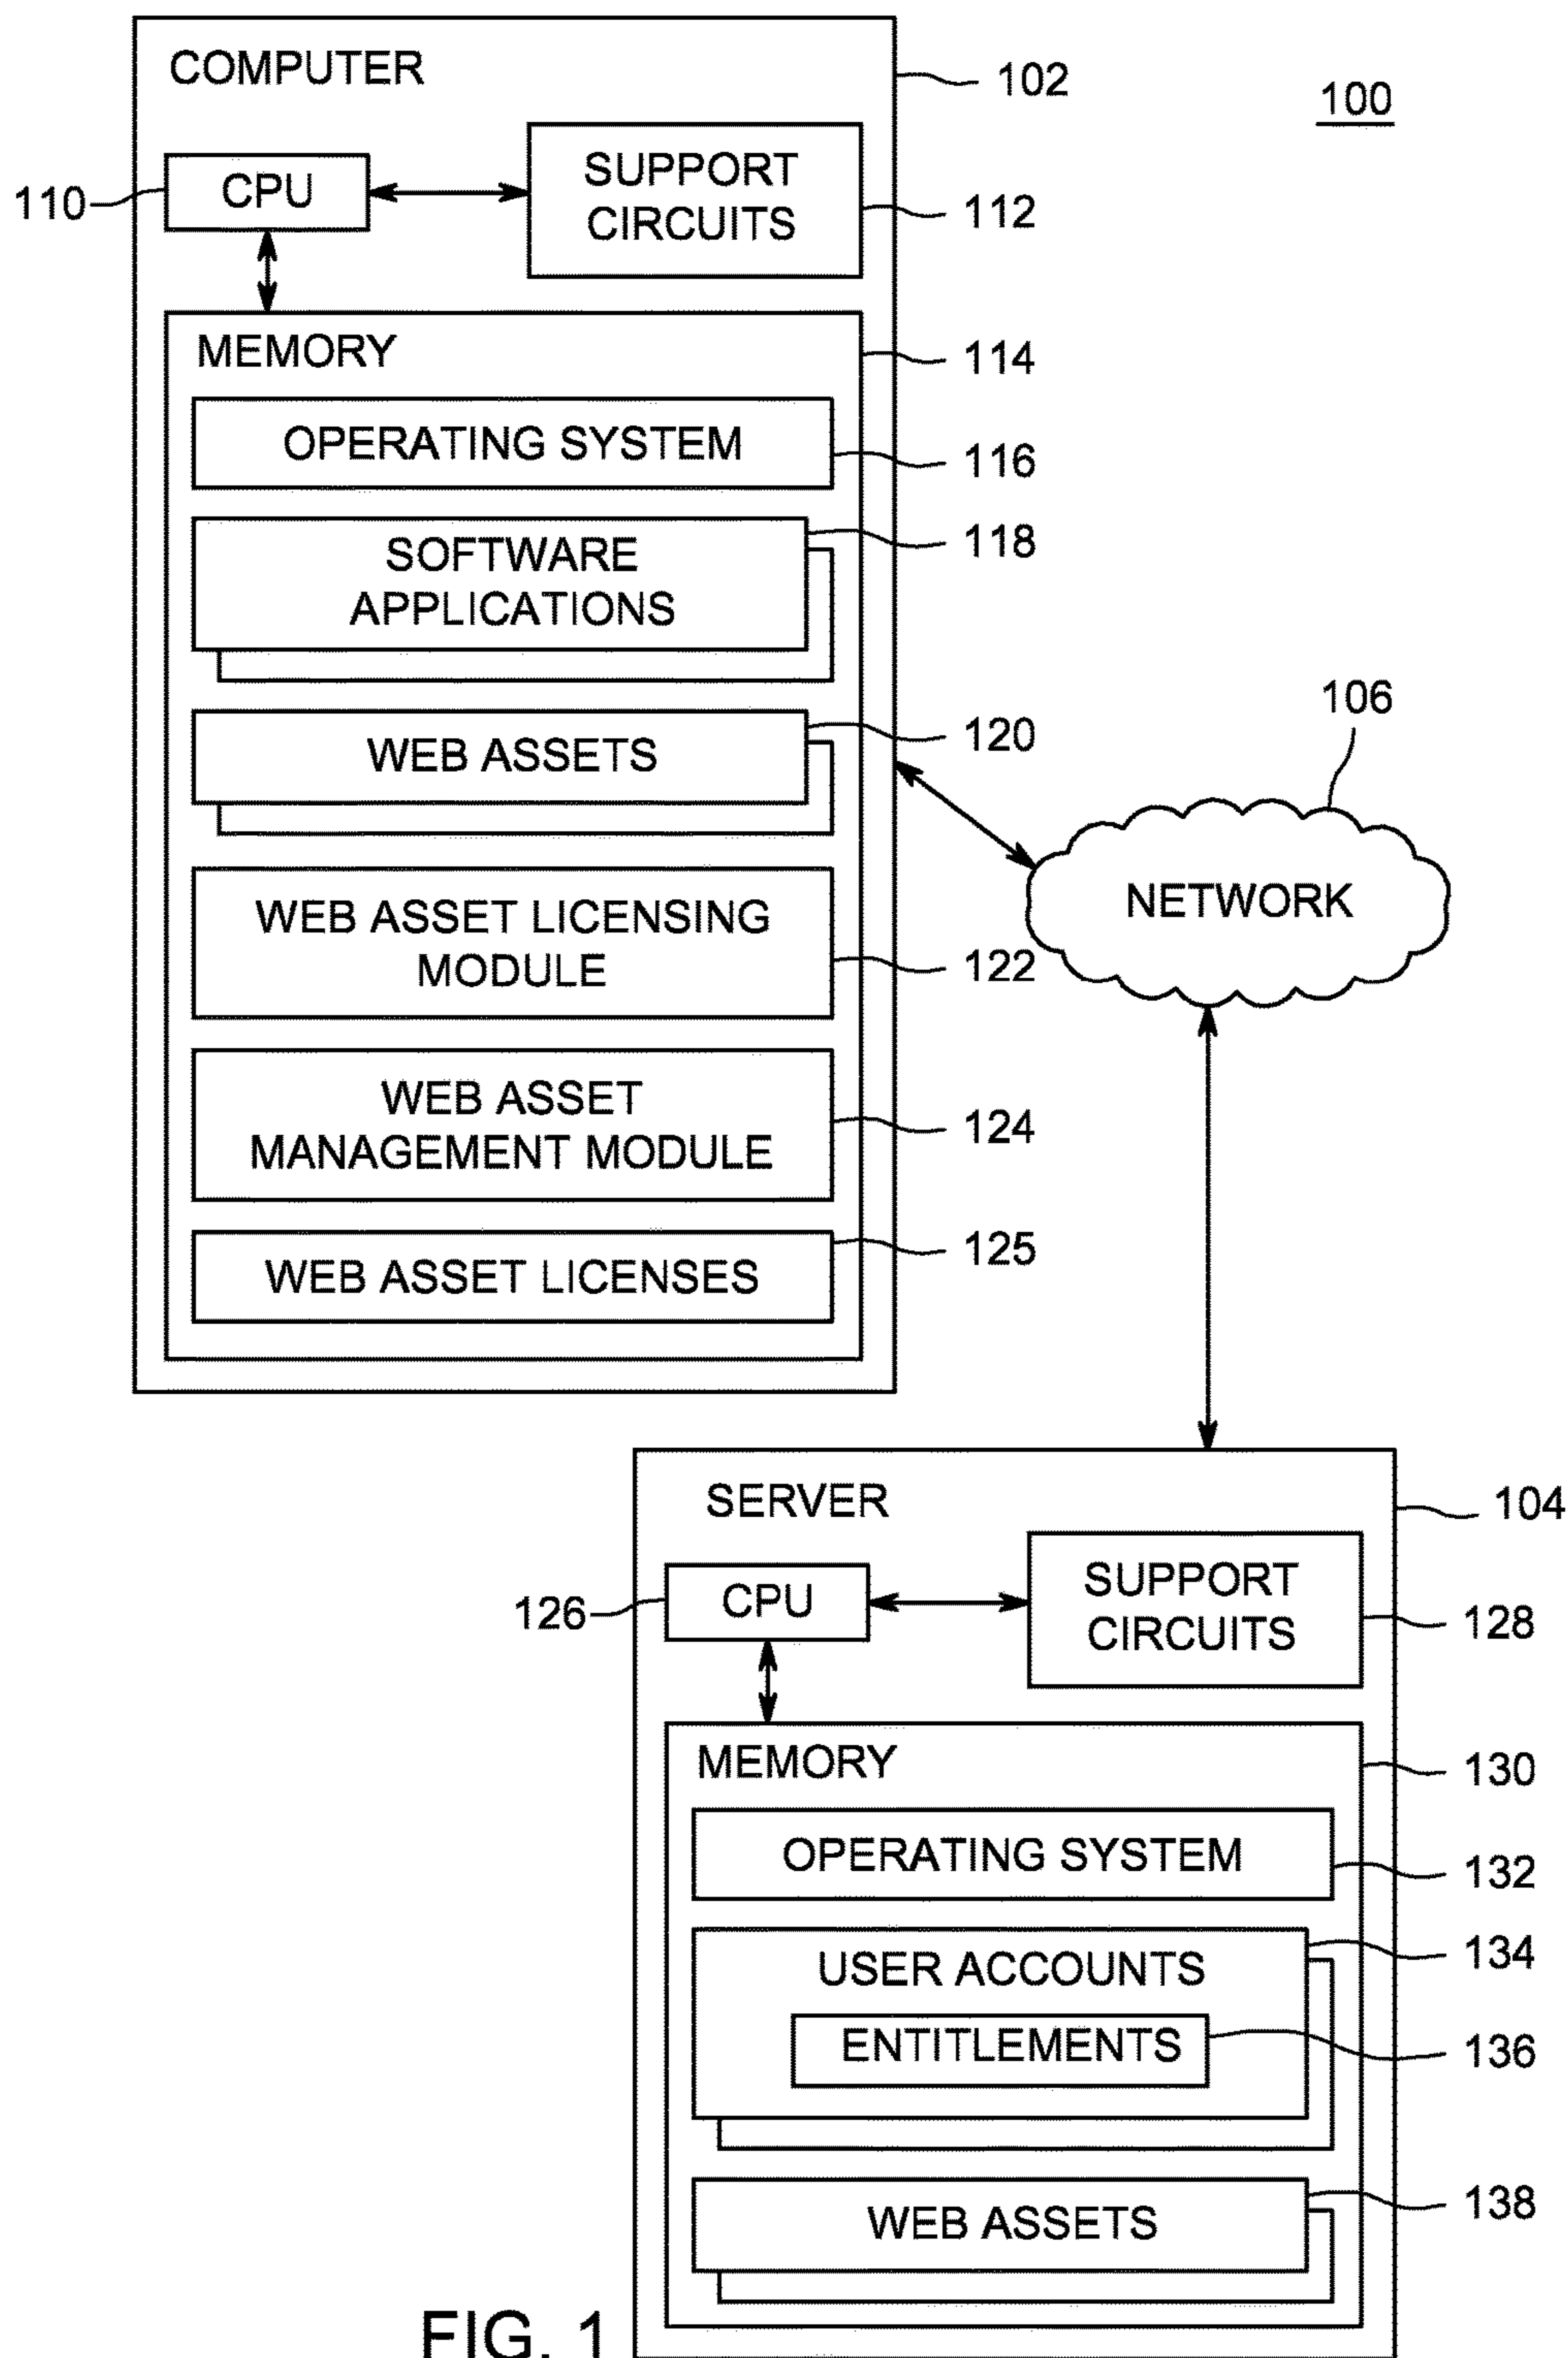 COMPUTER
102
100
110
CPU
SUPPORT
CIRCUITS
112
MEMORY
114
OPERATING SYSTEM
116
SOFTWARE
APPLICATIONS
118
WEB ASSETS
120
106
NETWORK
WEB ASSET LICENSING
MODULE
122
WEB ASSET
MANAGEMENT MODULE
124
WEB ASSET LICENSES
125
SERVER
104
126
CPU
SUPPORT
CIRCUITS
128
MEMORY
130
OPERATING SYSTEM
132
USER ACCOUNTS
134
ENTITLEMENTS
136
WEB ASSETS
138
FIG. 1